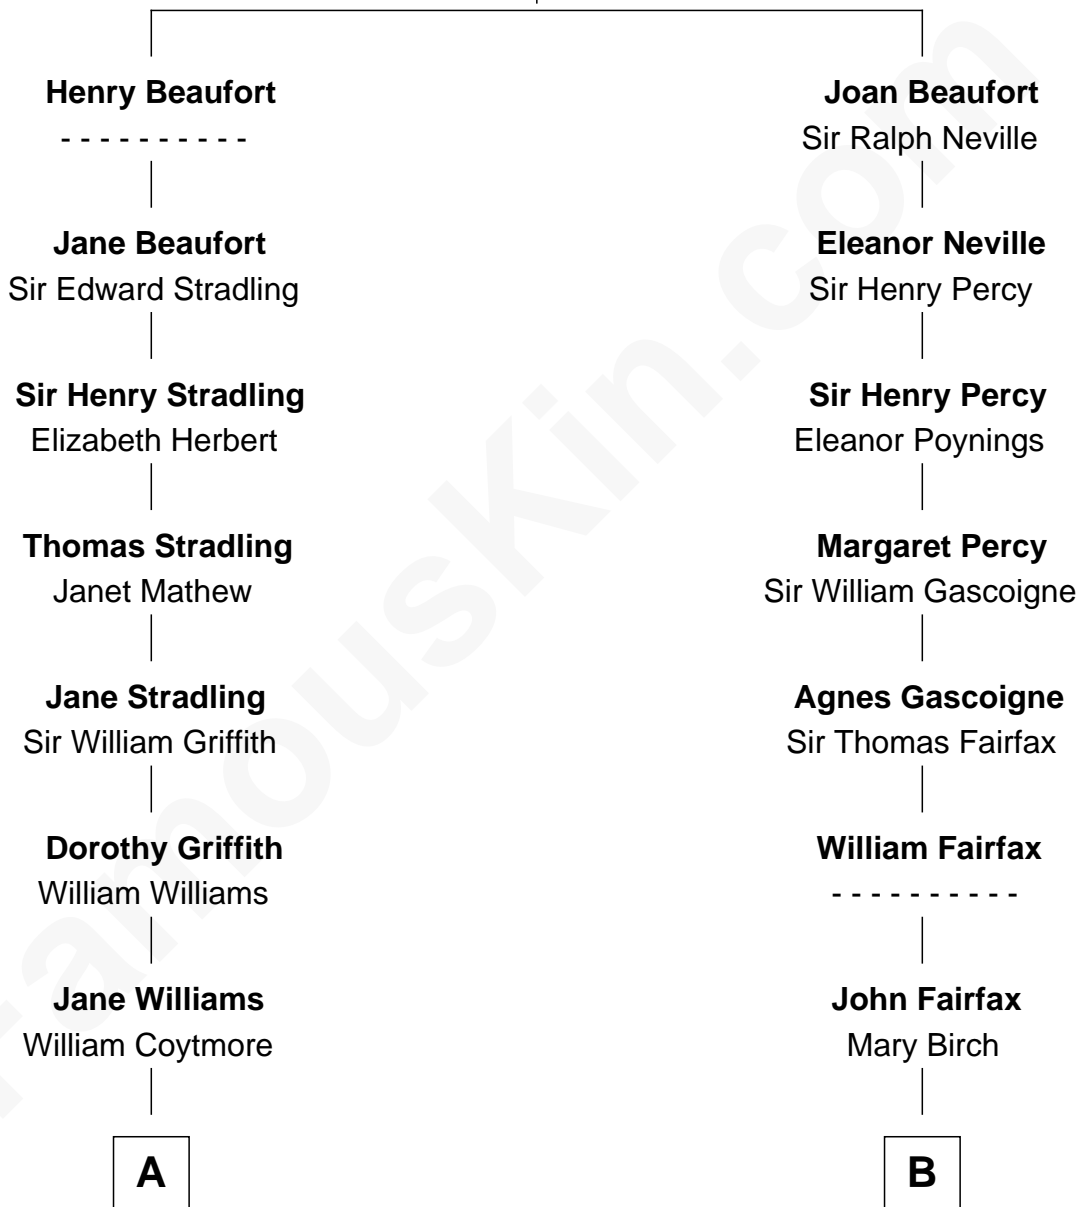 Henry Beaufort
- - - - - - - - - -
Jane Beaufort
Sir Edward Stradling
Sir Henry Stradling
Elizabeth Herbert
Thomas Stradling
Janet Mathew
Jane Stradling
Sir William Griffith
Dorothy Griffith
William Williams
Jane Williams
William Coytmore
A
Joan Beaufort
Sir Ralph Neville
Eleanor Neville
Sir Henry Percy
Sir Henry Percy
Eleanor Poynings
Margaret Percy
Sir William Gascoigne
Agnes Gascoigne
Sir Thomas Fairfax
William Fairfax
- - - - - - - - - -
John Fairfax
Mary Birch
B
FamousKin.com